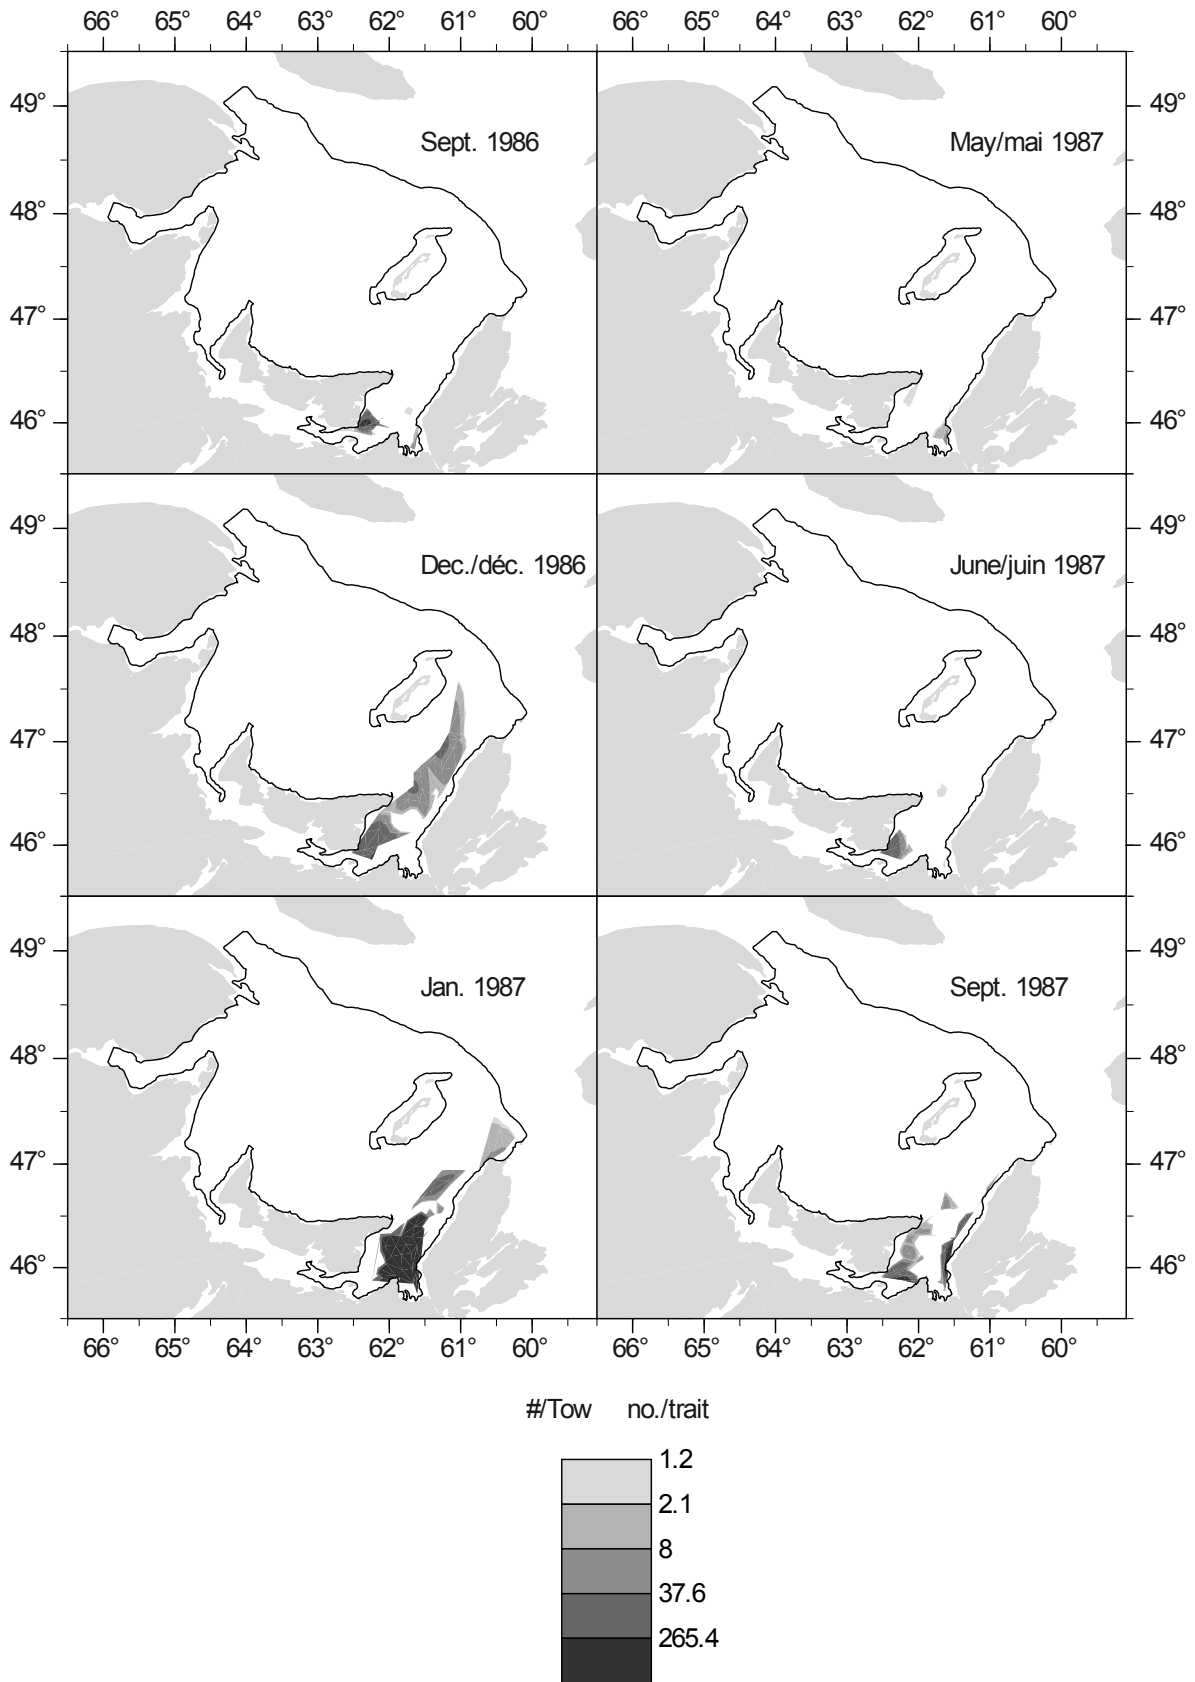 66° 65° 64° 63° 62° 61° 60° 66° 65° 64° 63° 62° 61° 60°
49° Sept. 1986 May/mai 1987 49°
48° 48°
47° 47°
46° 46°
49° Dec./déc. 1986 June/juin 1987 49°
48° 48°
47° 47°
46° 46°
49° Jan. 1987 Sept. 1987 49°
48° 48°
47° 47°
46° 46°
66° 65° 64° 63° 62° 61° 60° 66° 65° 64° 63° 62° 61° 60°
#/Tow no./trait
1.2
2.1
8
37.6
265.4